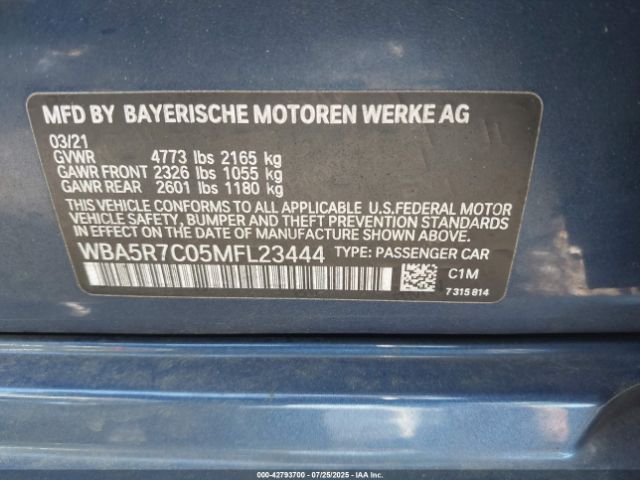 MFD BY BAYERISCHE MOTOREN WERKE AG
03/21
GVWR 4773 lbs 2165 kg
GAWR FRONT 2326 lbs 1055 kg
GAWR REAR 2601 lbs 1180 kg
THIS VEHICLE CONFORMS TO ALL APPLICABLE U.S.FEDERAL MOTOR
VEHICLE SAFETY, BUMPER AND THEFT PREVENTION STANDARDS
IN EFFECT ON THE DATE OF MANUFACTURE SHOWN ABOVE.
WBA5R7C05MFL23444 TYPE: PASSENGER CAR
C1M
7 315 814
000-42793700 - 07/25/2025 - IAA, Inc.